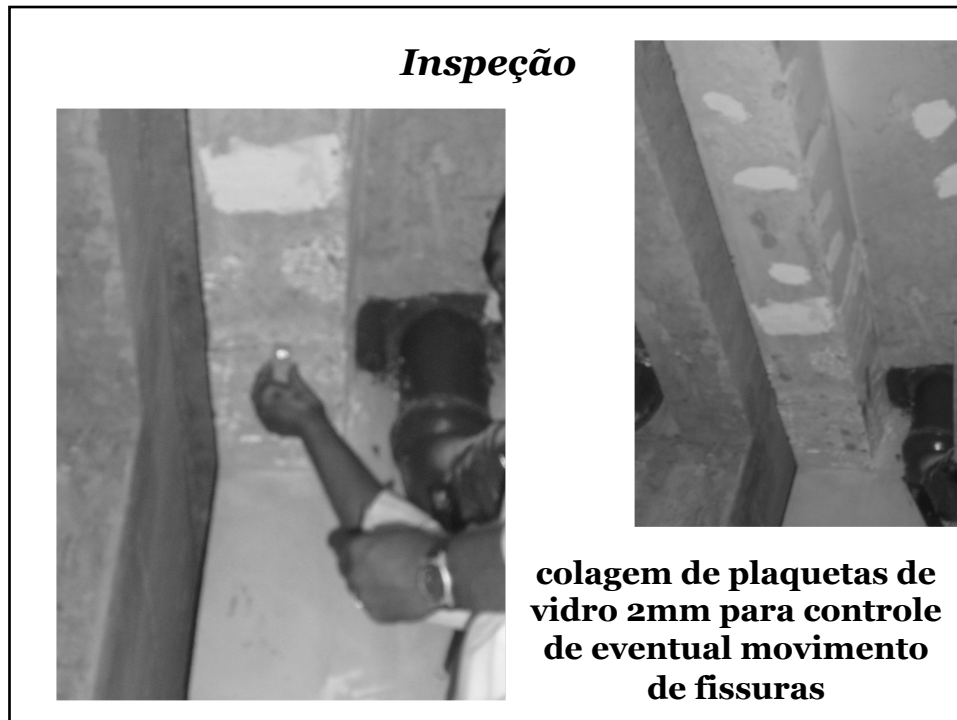 Inspeção
colagem de plaquetas de
vidro 2mm para controle
de eventual movimento
de fissuras